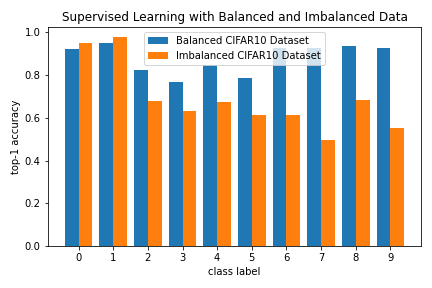 Supervised Learning with Balanced and Imbalanced Data
Balanced CIFAR10 Dataset
Imbalanced CIFAR10 Dataset
top-1 accuracy
1.0
0.8
0.6
0.4
0.2
0.0
0 1 2 3 4 5 6 7 8 9
class label